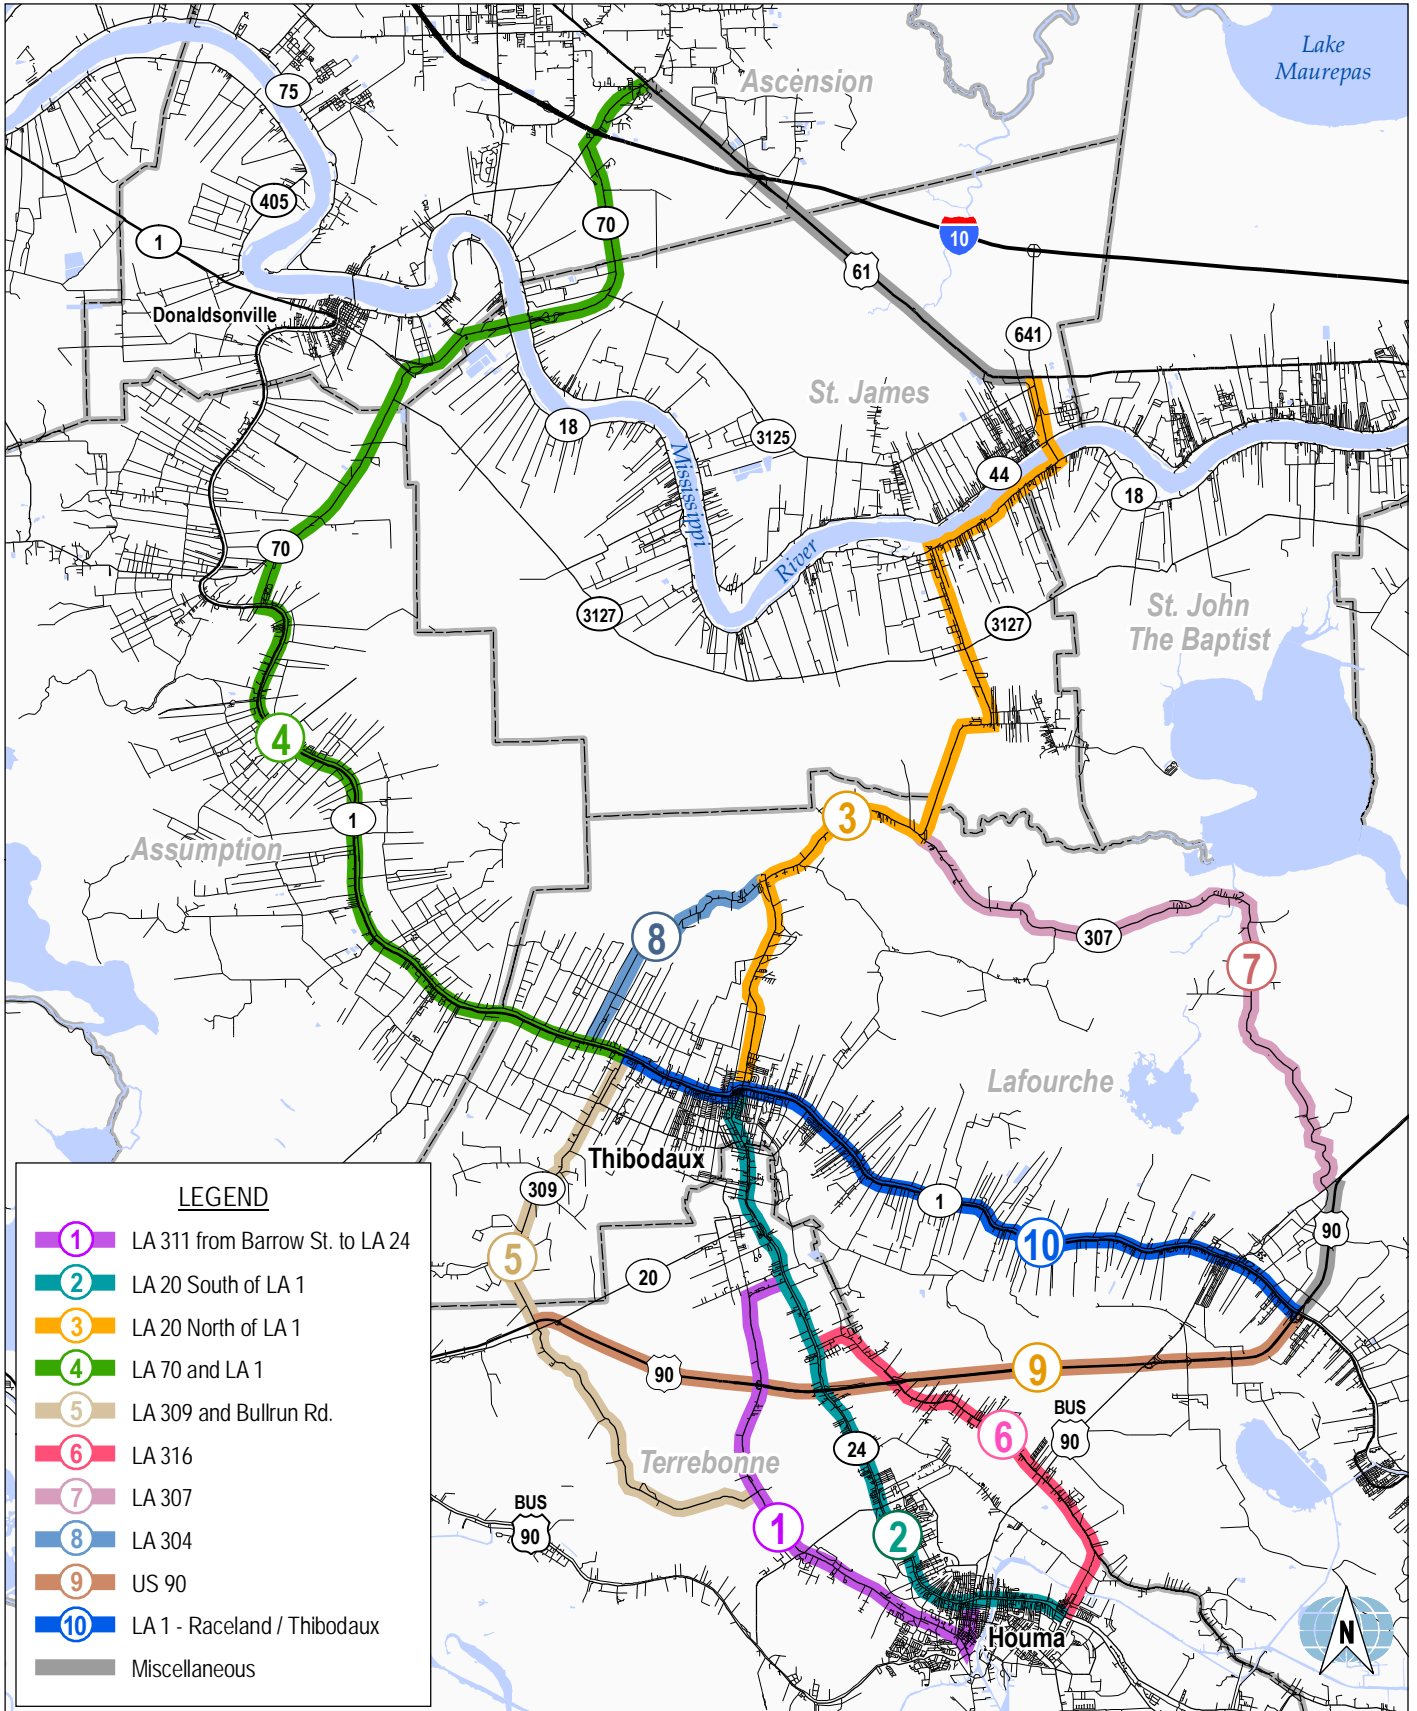 Lake
Maurepas
Ascension
75
405
1
70
10
61
Donaldsonville
641
St. James
18
3125
Mississippi
44
18
70
River
3127
3127
St. John
The Baptist
4
1
3
Assumption
8
307
7
Lafourche
Thibodaux
309
1
90
5
10
20
90
9
BUS
90
6
24
Terrebonne
BUS
90
1
2
Houma
N
LEGEND
1 LA 311 from Barrow St. to LA 24
2 LA 20 South of LA 1
3 LA 20 North of LA 1
4 LA 70 and LA 1
5 LA 309 and Bullrun Rd.
6 LA 316
7 LA 307
8 LA 304
9 US 90
10 LA 1 - Raceland / Thibodaux
Miscellaneous